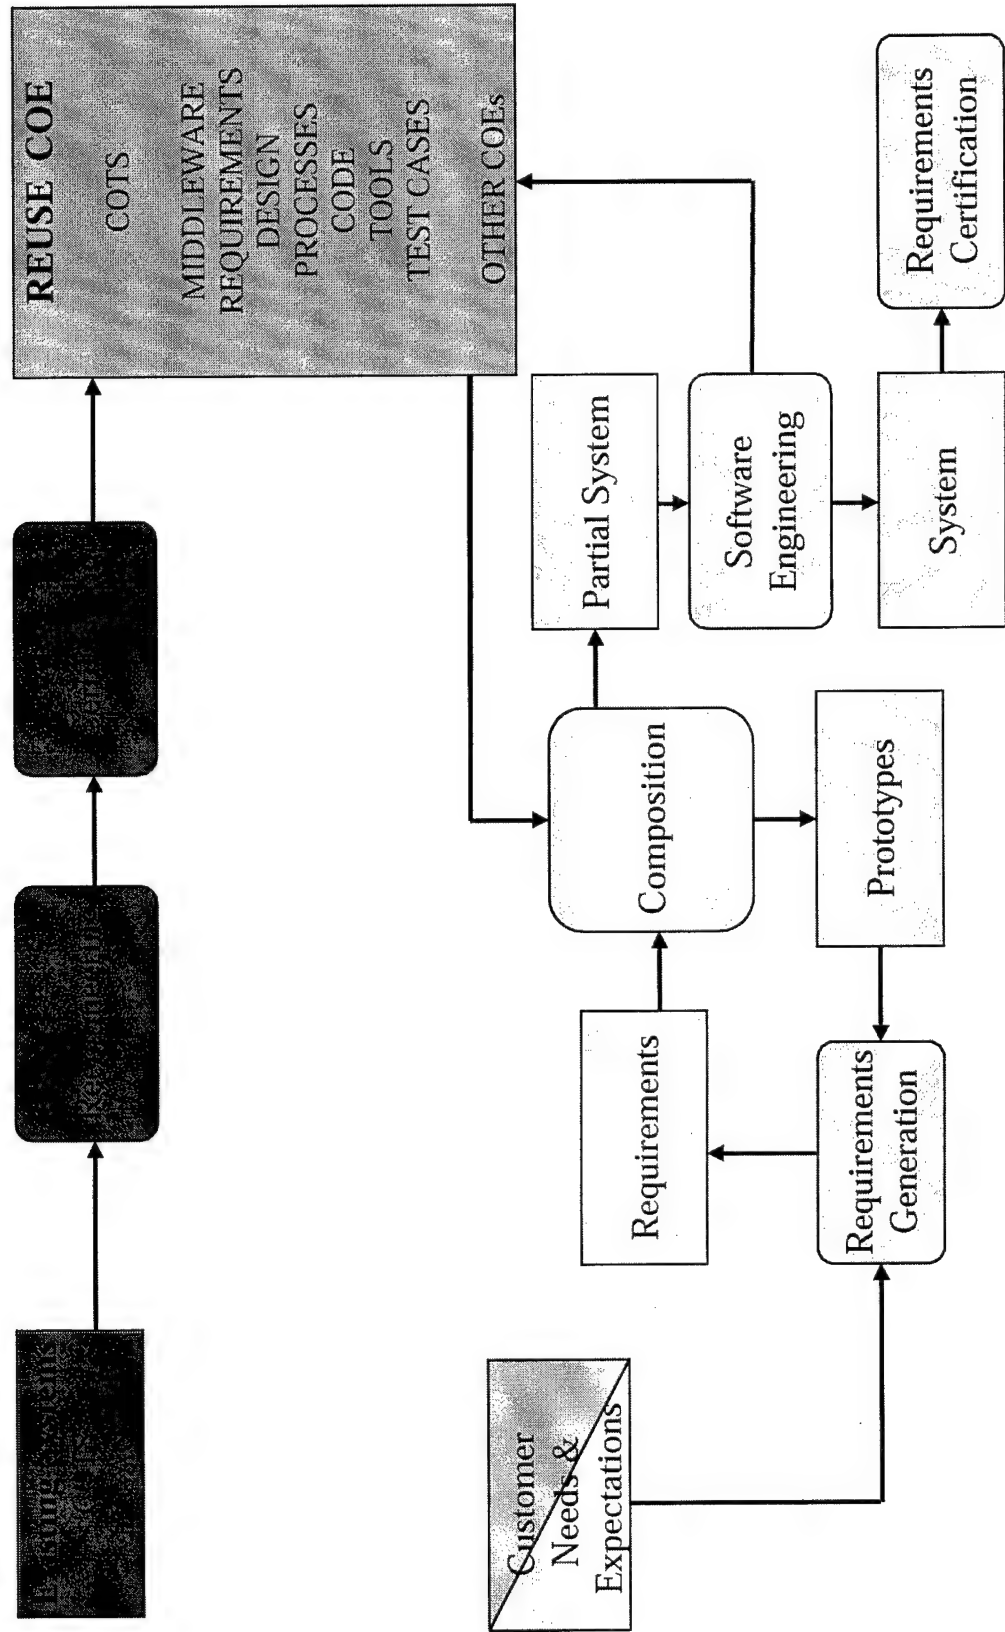 REUSE COE
COTS
MIDDLEWARE
REQUIREMENTS
DESIGN
PROCESSES
CODE
TOOLS
TEST CASES
OTHER COEs
Customer
Needs &
Expectations
Requirements
Composition
Partial System
Requirements
Generation
Prototypes
Software
Engineering
System
Requirements
Certification